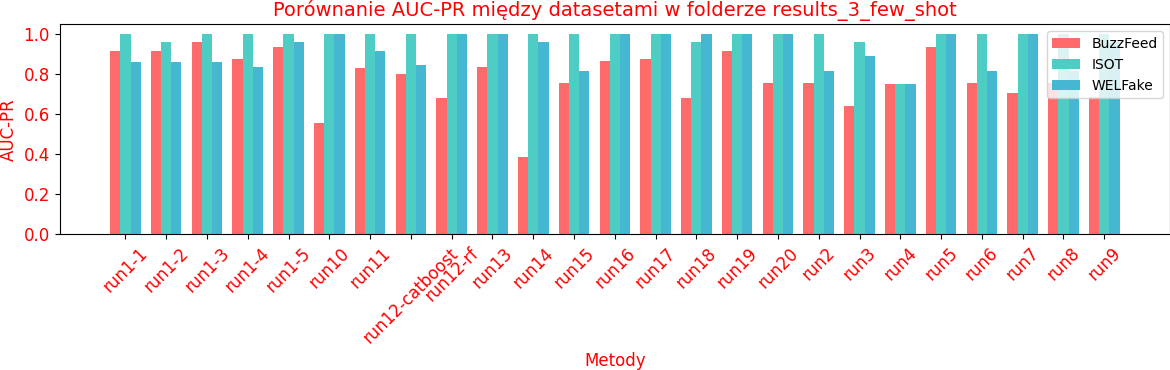 Porównanie AUC-PR między datasetami w folderze results_3_few_shot
AUC-PR
1.0
0.8
0.6
0.4
0.2
0.0
BuzzFeed
ISOT
WELFake
run1-1
run1-2
run1-3
run1-4
run1-5
run10
run11
run12-catboost
run12-rf
run13
run14
run15
run16
run17
run18
run19
run20
run2
run3
run4
run5
run6
run7
run8
run9
Metody